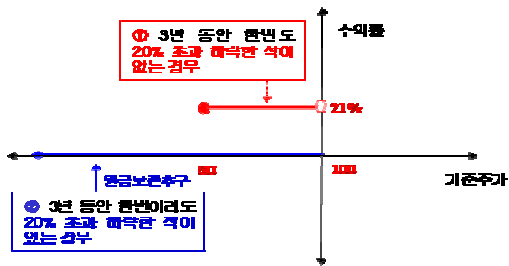 수익률
① 3년 동안 한번도
20% 초과 하락한 적이
없는 경우
21%
80
100
원금보존추구
기준주가
② 3년 동안 한번이라도
20% 초과 하락한 적이
있는 경우